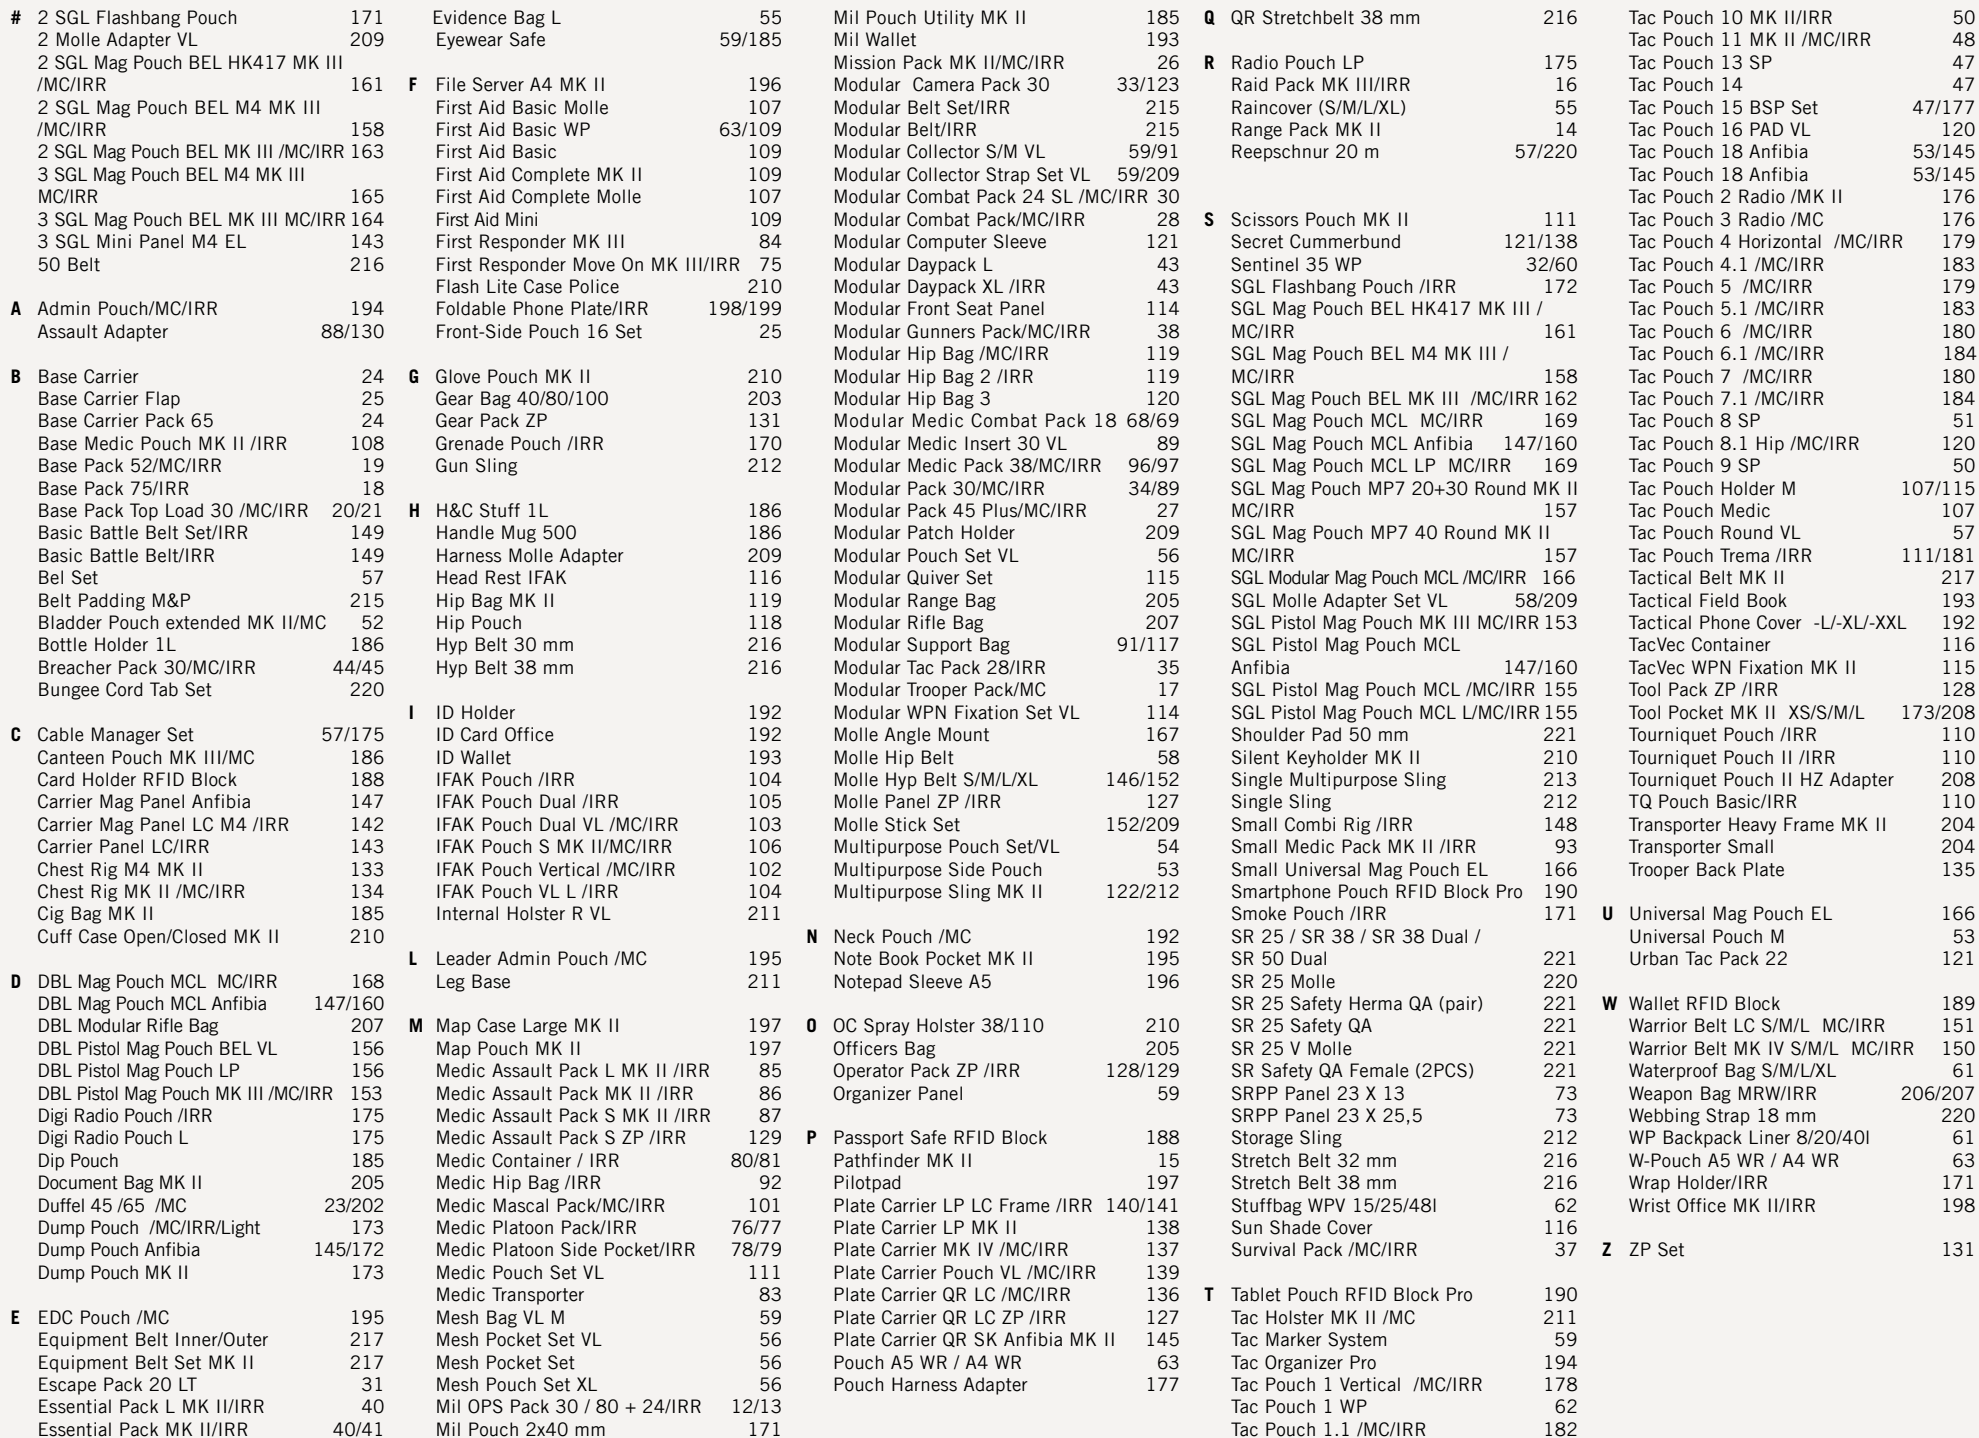 # 2 SGL Flashbang Pouch 171
2 Molle Adapter VL 209
2 SGL Mag Pouch BEL HK417 MK III
/MC/IRR 161
2 SGL Mag Pouch BEL M4 MK III
/MC/IRR 158
2 SGL Mag Pouch BEL MK III /MC/IRR 163
3 SGL Mag Pouch BEL M4 MK III
MC/IRR 165
3 SGL Mag Pouch BEL MK III MC/IRR 164
3 SGL Mini Panel M4 EL 143
50 Belt 216
A Admin Pouch/MC/IRR 194
Assault Adapter 88/130
B Base Carrier 24
Base Carrier Flap 25
Base Carrier Pack 65 24
Base Medic Pouch MK II /IRR 108
Base Pack 52/MC/IRR 19
Base Pack 75/IRR 18
Base Pack Top Load 30 /MC/IRR 20/21
Basic Battle Belt Set/IRR 149
Basic Battle Belt/IRR 149
Bel Set 57
Belt Padding M&P 215
Bladder Pouch extended MK II/MC 52
Bottle Holder 1L 186
Breacher Pack 30/MC/IRR 44/45
Bungee Cord Tab Set 220
C Cable Manager Set 57/175
Canteen Pouch MK III/MC 186
Card Holder RFID Block 188
Carrier Mag Panel Anfibia 147
Carrier Mag Panel LC M4 /IRR 142
Carrier Panel LC/IRR 143
Chest Rig M4 MK II 133
Chest Rig MK II /MC/IRR 134
Cig Bag MK II 185
Cuff Case Open/Closed MK II 210
D DBL Mag Pouch MCL MC/IRR 168
DBL Mag Pouch MCL Anfibia 147/160
DBL Modular Rifle Bag 207
DBL Pistol Mag Pouch BEL VL 156
DBL Pistol Mag Pouch LP 156
DBL Pistol Mag Pouch MK III /MC/IRR 153
Digi Radio Pouch /IRR 175
Digi Radio Pouch L 175
Dip Pouch 185
Document Bag MK II 205
Duffel 45 /65 /MC 23/202
Dump Pouch /MC/IRR/Light 173
Dump Pouch Anfibia 145/172
Dump Pouch MK II 173
E EDC Pouch /MC 195
Equipment Belt Inner/Outer 217
Equipment Belt Set MK II 217
Escape Pack 20 LT 31
Essential Pack L MK II/IRR 40
Essential Pack MK II/IRR 40/41
Evidence Bag L 55
Eyewear Safe 59/185
F File Server A4 MK II 196
First Aid Basic Molle 107
First Aid Basic WP 63/109
First Aid Basic 109
First Aid Complete MK II 109
First Aid Complete Molle 107
First Aid Mini 109
First Responder MK III 84
First Responder Move On MK III/IRR 75
Flash Lite Case Police 210
Foldable Phone Plate/IRR 198/199
Front-Side Pouch 16 Set 25
G Glove Pouch MK II 210
Gear Bag 40/80/100 203
Gear Pack ZP 131
Grenade Pouch /IRR 170
Gun Sling 212
H H&C Stuff 1L 186
Handle Mug 500 186
Harness Molle Adapter 209
Head Rest IFAK 116
Hip Bag MK II 119
Hip Pouch 118
Hyp Belt 30 mm 216
Hyp Belt 38 mm 216
I ID Holder 192
ID Card Office 192
ID Wallet 193
IFAK Pouch /IRR 104
IFAK Pouch Dual /IRR 105
IFAK Pouch Dual VL /MC/IRR 103
IFAK Pouch S MK II/MC/IRR 106
IFAK Pouch Vertical /MC/IRR 102
IFAK Pouch VL L /IRR 104
Internal Holster R VL 211
L Leader Admin Pouch /MC 195
Leg Base 211
M Map Case Large MK II 197
Map Pouch MK II 197
Medic Assault Pack L MK II /IRR 85
Medic Assault Pack MK II /IRR 86
Medic Assault Pack S MK II /IRR 87
Medic Assault Pack S ZP /IRR 129
Medic Container / IRR 80/81
Medic Hip Bag /IRR 92
Medic Mascal Pack/MC/IRR 101
Medic Platoon Pack/IRR 76/77
Medic Platoon Side Pocket/IRR 78/79
Medic Pouch Set VL 111
Medic Transporter 83
Mesh Bag VL M 59
Mesh Pocket Set VL 56
Mesh Pocket Set 56
Mesh Pouch Set XL 56
Mil OPS Pack 30 / 80 + 24/IRR 12/13
Mil Pouch 2x40 mm 171
Mil Pouch Utility MK II 185
Mil Wallet 193
Mission Pack MK II/MC/IRR 26
Modular Camera Pack 30 33/123
Modular Belt Set/IRR 215
Modular Belt/IRR 215
Modular Collector S/M VL 59/91
Modular Collector Strap Set VL 59/209
Modular Combat Pack 24 SL /MC/IRR 30
Modular Combat Pack/MC/IRR 28
Modular Computer Sleeve 121
Modular Daypack L 43
Modular Daypack XL /IRR 43
Modular Front Seat Panel 114
Modular Gunners Pack/MC/IRR 38
Modular Hip Bag /MC/IRR 119
Modular Hip Bag 2 /IRR 119
Modular Hip Bag 3 120
Modular Medic Combat Pack 18 68/69
Modular Medic Insert 30 VL 89
Modular Medic Pack 38/MC/IRR 96/97
Modular Pack 30/MC/IRR 34/89
Modular Pack 45 Plus/MC/IRR 27
Modular Patch Holder 209
Modular Pouch Set VL 56
Modular Quiver Set 115
Modular Range Bag 205
Modular Rifle Bag 207
Modular Support Bag 91/117
Modular Tac Pack 28/IRR 35
Modular Trooper Pack/MC 17
Modular WPN Fixation Set VL 114
Molle Angle Mount 167
Molle Hip Belt 58
Molle Hyp Belt S/M/L/XL 146/152
Molle Panel ZP /IRR 127
Molle Stick Set 152/209
Multipurpose Pouch Set/VL 54
Multipurpose Side Pouch 53
Multipurpose Sling MK II 122/212
N Neck Pouch /MC 192
Note Book Pocket MK II 195
Notepad Sleeve A5 196
O OC Spray Holster 38/110 210
Officers Bag 205
Operator Pack ZP /IRR 128/129
Organizer Panel 59
P Passport Safe RFID Block 188
Pathfinder MK II 15
Pilotpad 197
Plate Carrier LP LC Frame /IRR 140/141
Plate Carrier LP MK II 138
Plate Carrier MK IV /MC/IRR 137
Plate Carrier Pouch VL /MC/IRR 139
Plate Carrier QR LC /MC/IRR 136
Plate Carrier QR LC ZP /IRR 127
Plate Carrier QR SK Anfibia MK II 145
Pouch A5 WR / A4 WR 63
Pouch Harness Adapter 177
Q QR Stretchbelt 38 mm 216
R Radio Pouch LP 175
Raid Pack MK III/IRR 16
Raincover (S/M/L/XL) 55
Range Pack MK II 14
Reepschnur 20 m 57/220
S Scissors Pouch MK II 111
Secret Cummerbund 121/138
Sentinel 35 WP 32/60
SGL Flashbang Pouch /IRR 172
SGL Mag Pouch BEL HK417 MK III /
MC/IRR 161
SGL Mag Pouch BEL M4 MK III /
MC/IRR 158
SGL Mag Pouch BEL MK III /MC/IRR 162
SGL Mag Pouch MCL MC/IRR 169
SGL Mag Pouch MCL Anfibia 147/160
SGL Mag Pouch MCL LP MC/IRR 169
SGL Mag Pouch MP7 20+30 Round MK II
MC/IRR 157
SGL Mag Pouch MP7 40 Round MK II
MC/IRR 157
SGL Modular Mag Pouch MCL /MC/IRR 166
SGL Molle Adapter Set VL 58/209
SGL Pistol Mag Pouch MK III MC/IRR 153
SGL Pistol Mag Pouch MCL
Anfibia 147/160
SGL Pistol Mag Pouch MCL /MC/IRR 155
SGL Pistol Mag Pouch MCL L/MC/IRR 155
Shoulder Pad 50 mm 221
Silent Keyholder MK II 210
Single Multipurpose Sling 213
Single Sling 212
Small Combi Rig /IRR 148
Small Medic Pack MK II /IRR 93
Small Universal Mag Pouch EL 166
Smartphone Pouch RFID Block Pro 190
Smoke Pouch /IRR 171
SR 25 / SR 38 / SR 38 Dual /
SR 50 Dual 221
SR 25 Molle 220
SR 25 Safety Herma QA (pair) 221
SR 25 Safety QA 221
SR 25 V Molle 221
SR Safety QA Female (2PCS) 221
SRPP Panel 23 X 13 73
SRPP Panel 23 X 25,5 73
Storage Sling 212
Stretch Belt 32 mm 216
Stretch Belt 38 mm 216
Stuffbag WPV 15/25/48l 62
Sun Shade Cover 116
Survival Pack /MC/IRR 37
T Tablet Pouch RFID Block Pro 190
Tac Holster MK II /MC 211
Tac Marker System 59
Tac Organizer Pro 194
Tac Pouch 1 Vertical /MC/IRR 178
Tac Pouch 1 WP 62
Tac Pouch 1.1 /MC/IRR 182
Tac Pouch 10 MK II/IRR 50
Tac Pouch 11 MK II /MC/IRR 48
Tac Pouch 13 SP 47
Tac Pouch 14 47
Tac Pouch 15 BSP Set 47/177
Tac Pouch 16 PAD VL 120
Tac Pouch 18 Anfibia 53/145
Tac Pouch 18 Anfibia 53/145
Tac Pouch 2 Radio /MK II 176
Tac Pouch 3 Radio /MC 176
Tac Pouch 4 Horizontal /MC/IRR 179
Tac Pouch 4.1 /MC/IRR 183
Tac Pouch 5 /MC/IRR 179
Tac Pouch 5.1 /MC/IRR 183
Tac Pouch 6 /MC/IRR 180
Tac Pouch 6.1 /MC/IRR 184
Tac Pouch 7 /MC/IRR 180
Tac Pouch 7.1 /MC/IRR 184
Tac Pouch 8 SP 51
Tac Pouch 8.1 Hip /MC/IRR 120
Tac Pouch 9 SP 50
Tac Pouch Holder M 107/115
Tac Pouch Medic 107
Tac Pouch Round VL 57
Tac Pouch Trema /IRR 111/181
Tactical Belt MK II 217
Tactical Field Book 193
Tactical Phone Cover -L/-XL/-XXL 192
TacVec Container 116
TacVec WPN Fixation MK II 115
Tool Pack ZP /IRR 128
Tool Pocket MK II XS/S/M/L 173/208
Tourniquet Pouch /IRR 110
Tourniquet Pouch II /IRR 110
Tourniquet Pouch II HZ Adapter 208
TQ Pouch Basic/IRR 110
Transporter Heavy Frame MK II 204
Transporter Small 204
Trooper Back Plate 135
U Universal Mag Pouch EL 166
Universal Pouch M 53
Urban Tac Pack 22 121
W Wallet RFID Block 189
Warrior Belt LC S/M/L MC/IRR 151
Warrior Belt MK IV S/M/L MC/IRR 150
Waterproof Bag S/M/L/XL 61
Weapon Bag MRW/IRR 206/207
Webbing Strap 18 mm 220
WP Backpack Liner 8/20/40l 61
W-Pouch A5 WR / A4 WR 63
Wrap Holder/IRR 171
Wrist Office MK II/IRR 198
Z ZP Set 131